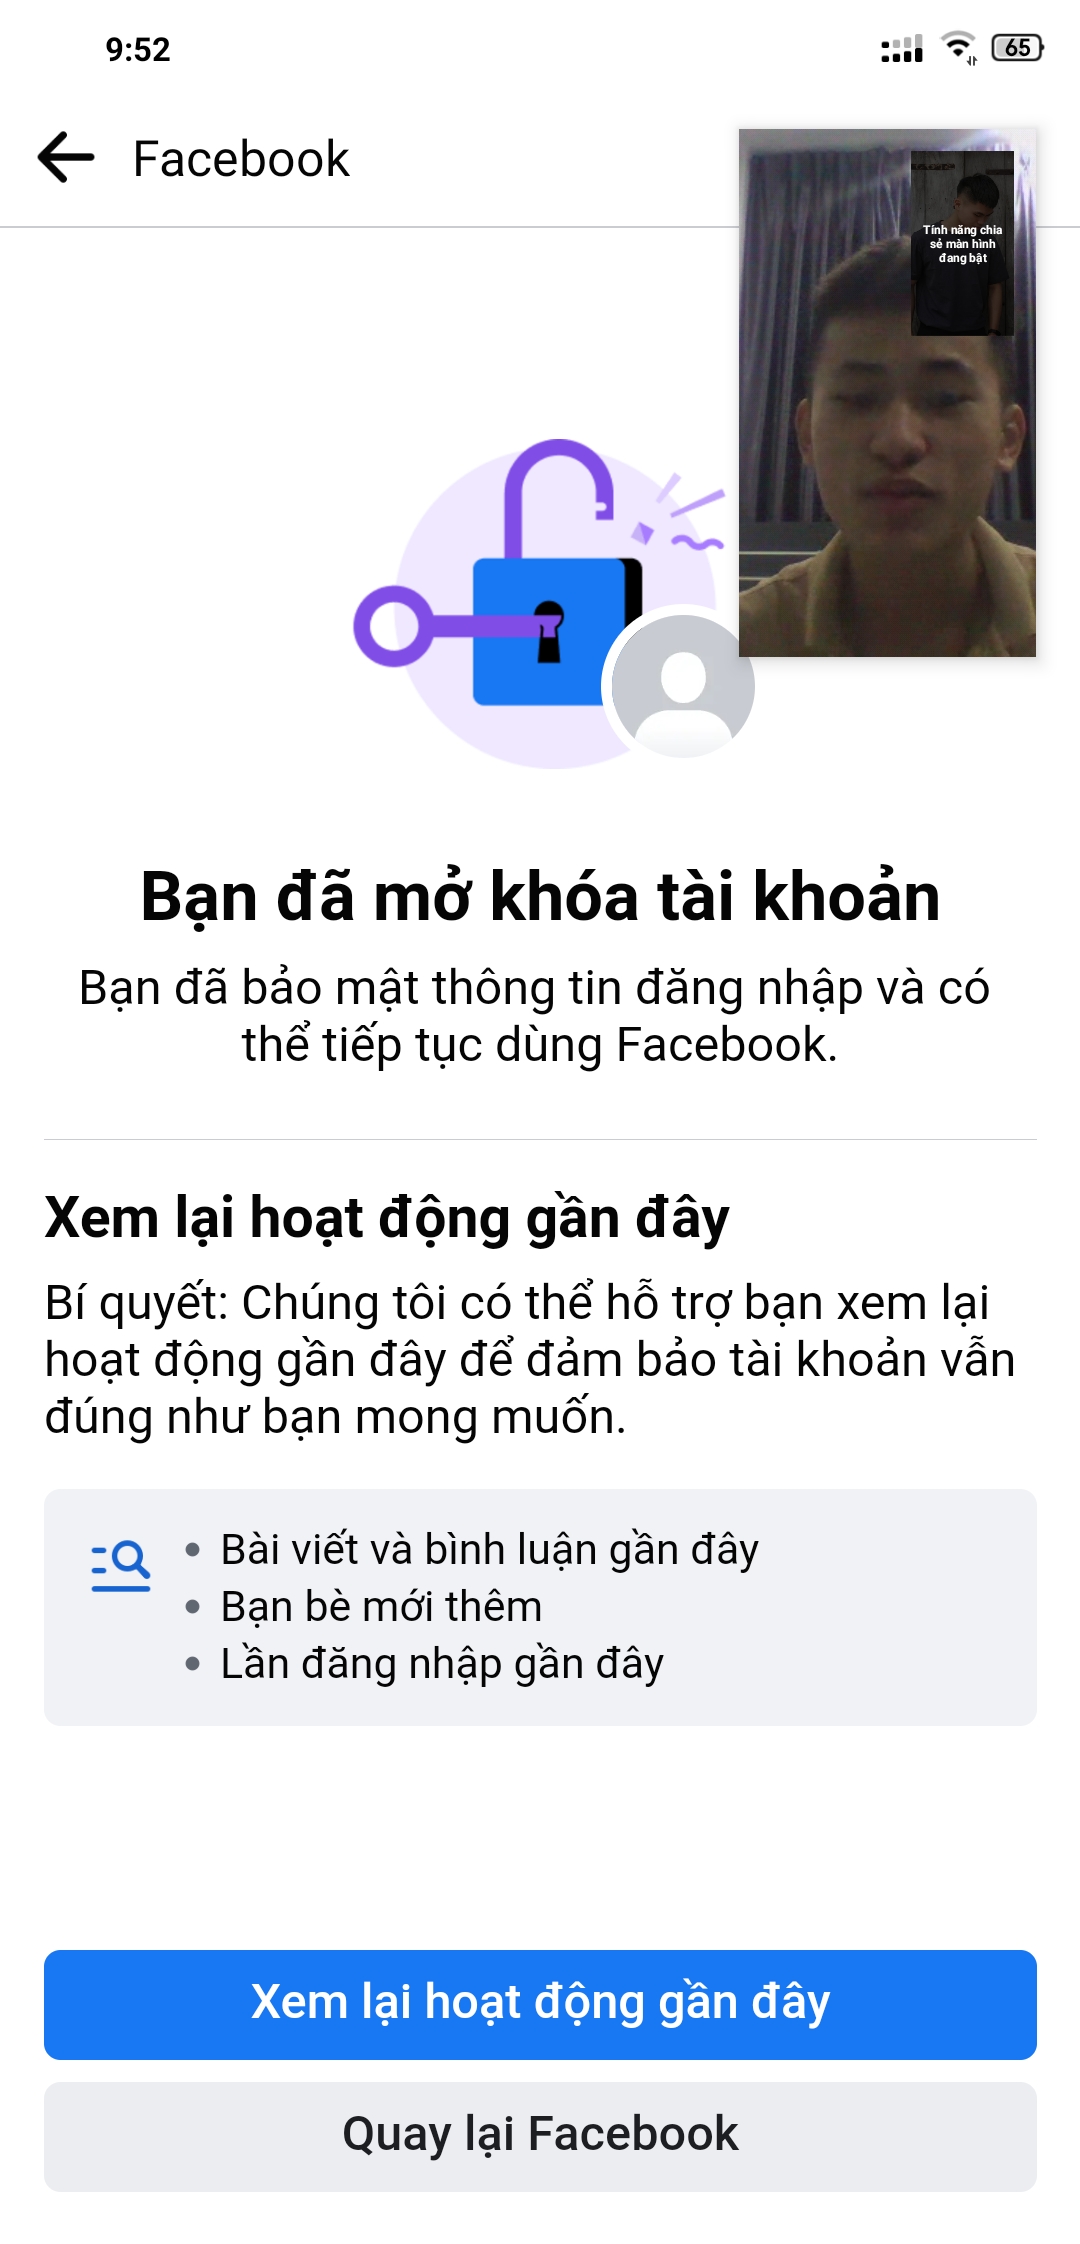 9:52
65
Facebook
Tính năng chia
sẻ màn hình
đang bật
Bạn đã mở khóa tài khoản
Bạn đã bảo mật thông tin đăng nhập và có
thể tiếp tục dùng Facebook.
Xem lại hoạt động gần đây
Bí quyết: Chúng tôi có thể hỗ trợ bạn xem lại
hoạt động gần đây để đảm bảo tài khoản vẫn
đúng như bạn mong muốn.
Bài viết và bình luận gần đây
Bạn bè mới thêm
Lần đăng nhập gần đây
Xem lại hoạt động gần đây
Quay lại Facebook